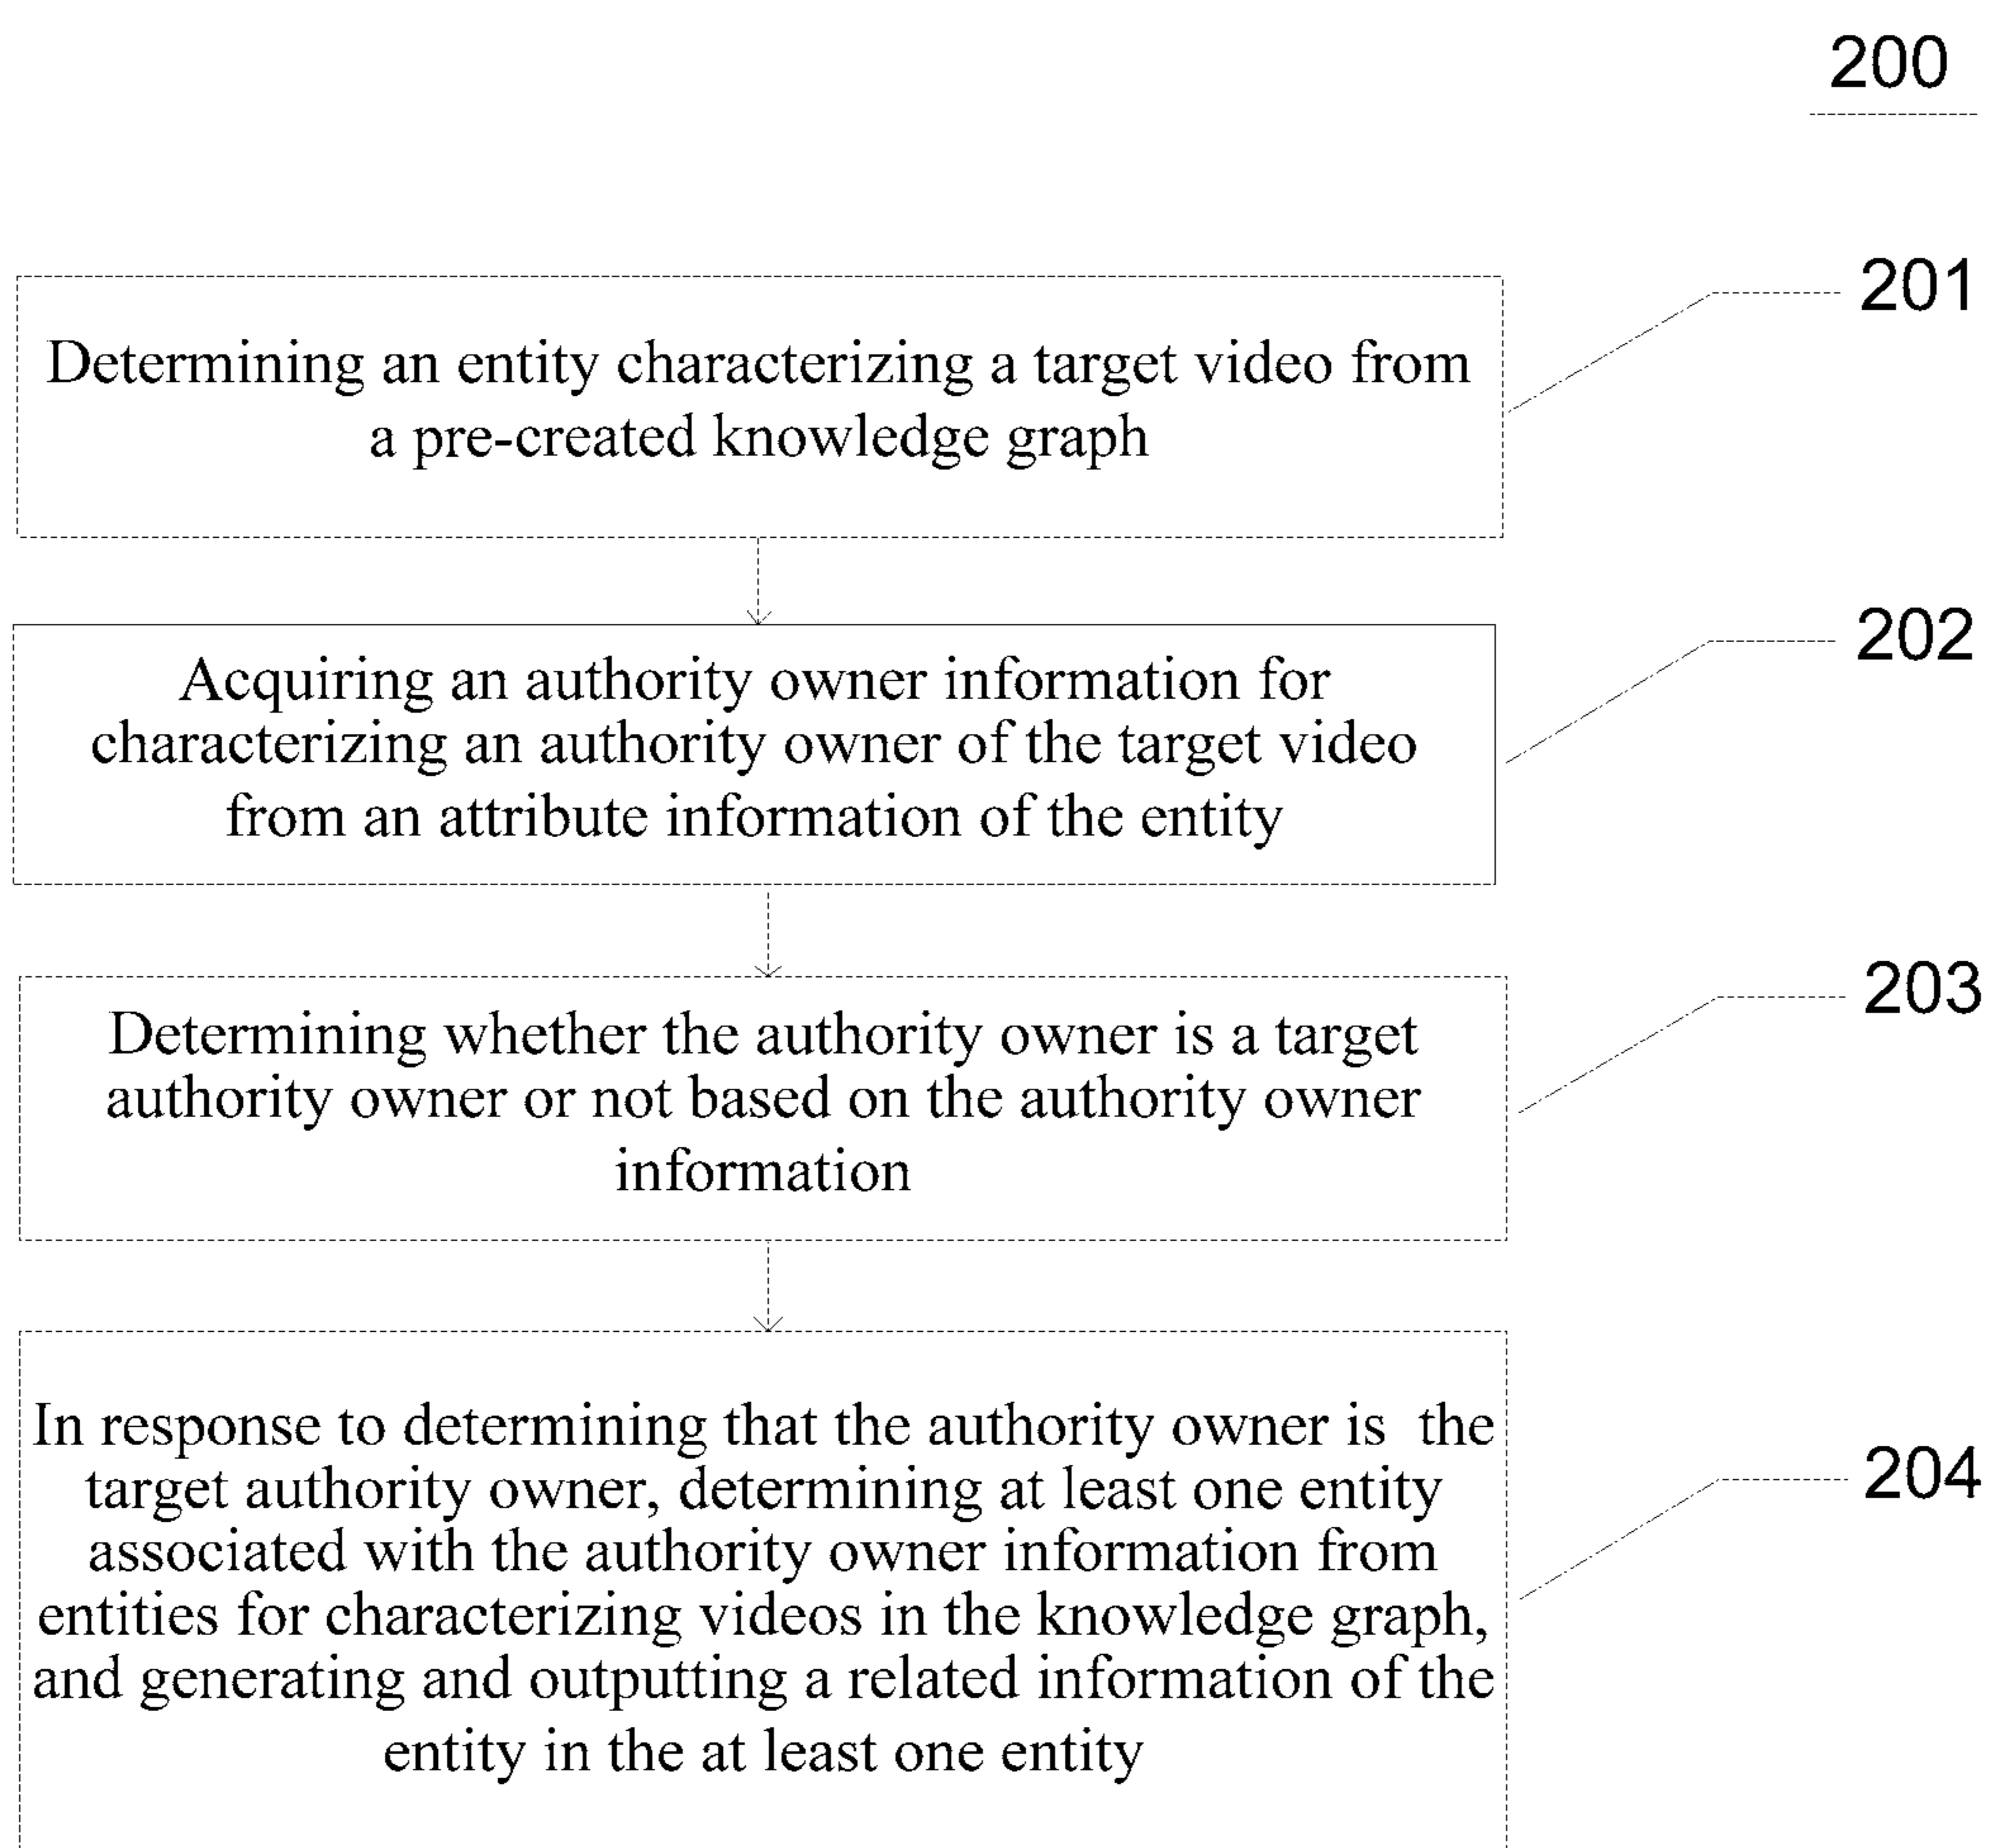 200
201
Determining an entity characterizing a target video from
a pre-created knowledge graph
202
Acquiring an authority owner information for
characterizing an authority owner of the target video
from an attribute information of the entity
203
Determining whether the authority owner is a target
authority owner or not based on the authority owner
information
204
In response to determining that the authority owner is the
target authority owner, determining at least one entity
associated with the authority owner information from
entities for characterizing videos in the knowledge graph,
and generating and outputting a related information of the
entity in the at least one entity